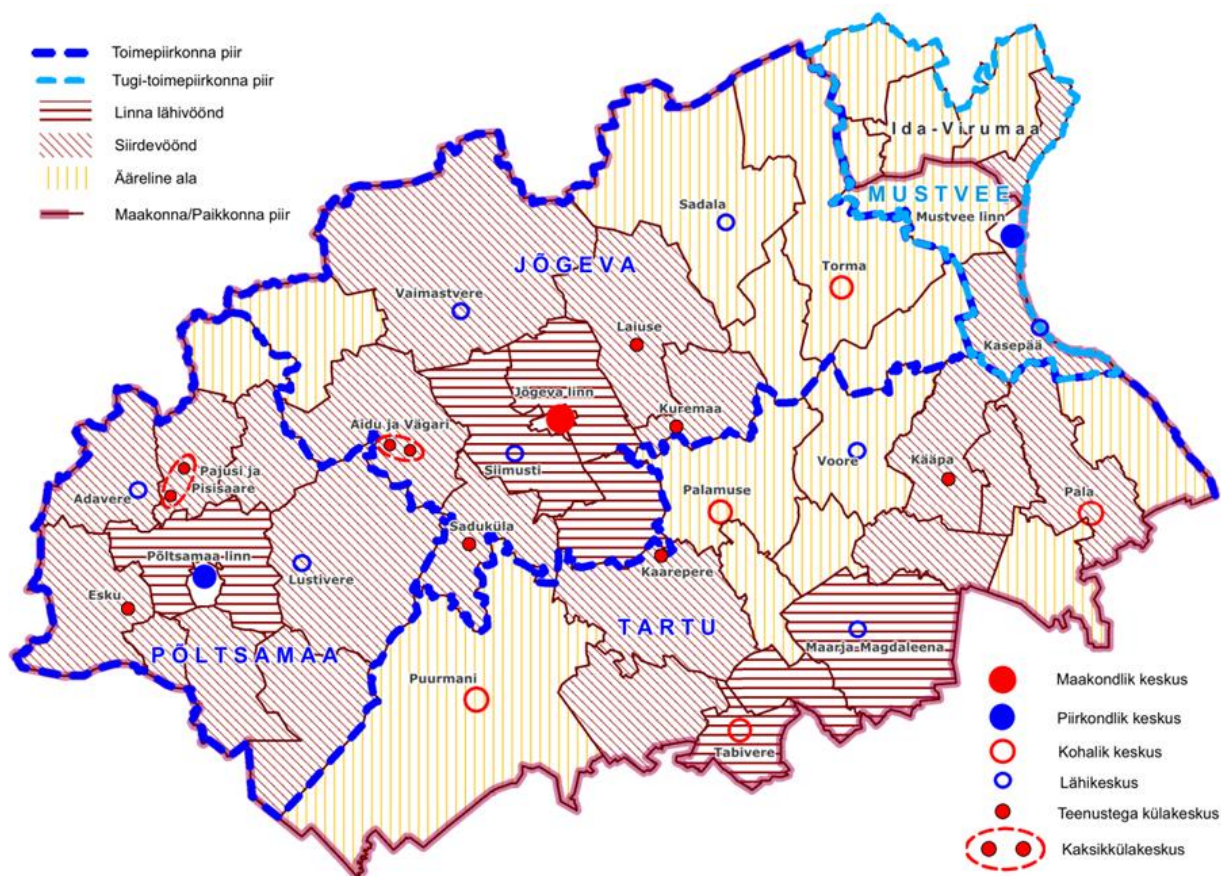 Toimepiirkonna piir
Tugi-toimepiirkonna piir
Linna lähivöönd
Siirdevöönd
Ääreline ala
Maakonna/Paikkonna piir
Ida-Virumaa
MUSTVEE
Mustvee linn
Sadala
JÕGEVA
Torma
Vaimastvere
Laiuse
Kasepää
Jõgeva linn
Kuremaa
Aidu ja Vägari
Siimusti
Voore
Kääpa
Pajusi ja
Pisisaare
Adavere
Palamuse
Pala
Saduküla
Põltsamaa linn
Lustivere
Kaarepere
Esku
TARTU
PÕLTSAMAA
Maarja-Magdaleena
Puurmani
Tabivere
Maakondlik keskus
Piirkondlik keskus
Kohalik keskus
Lähikeskus
Teenustega külakeskus
Kaksikkülakeskus